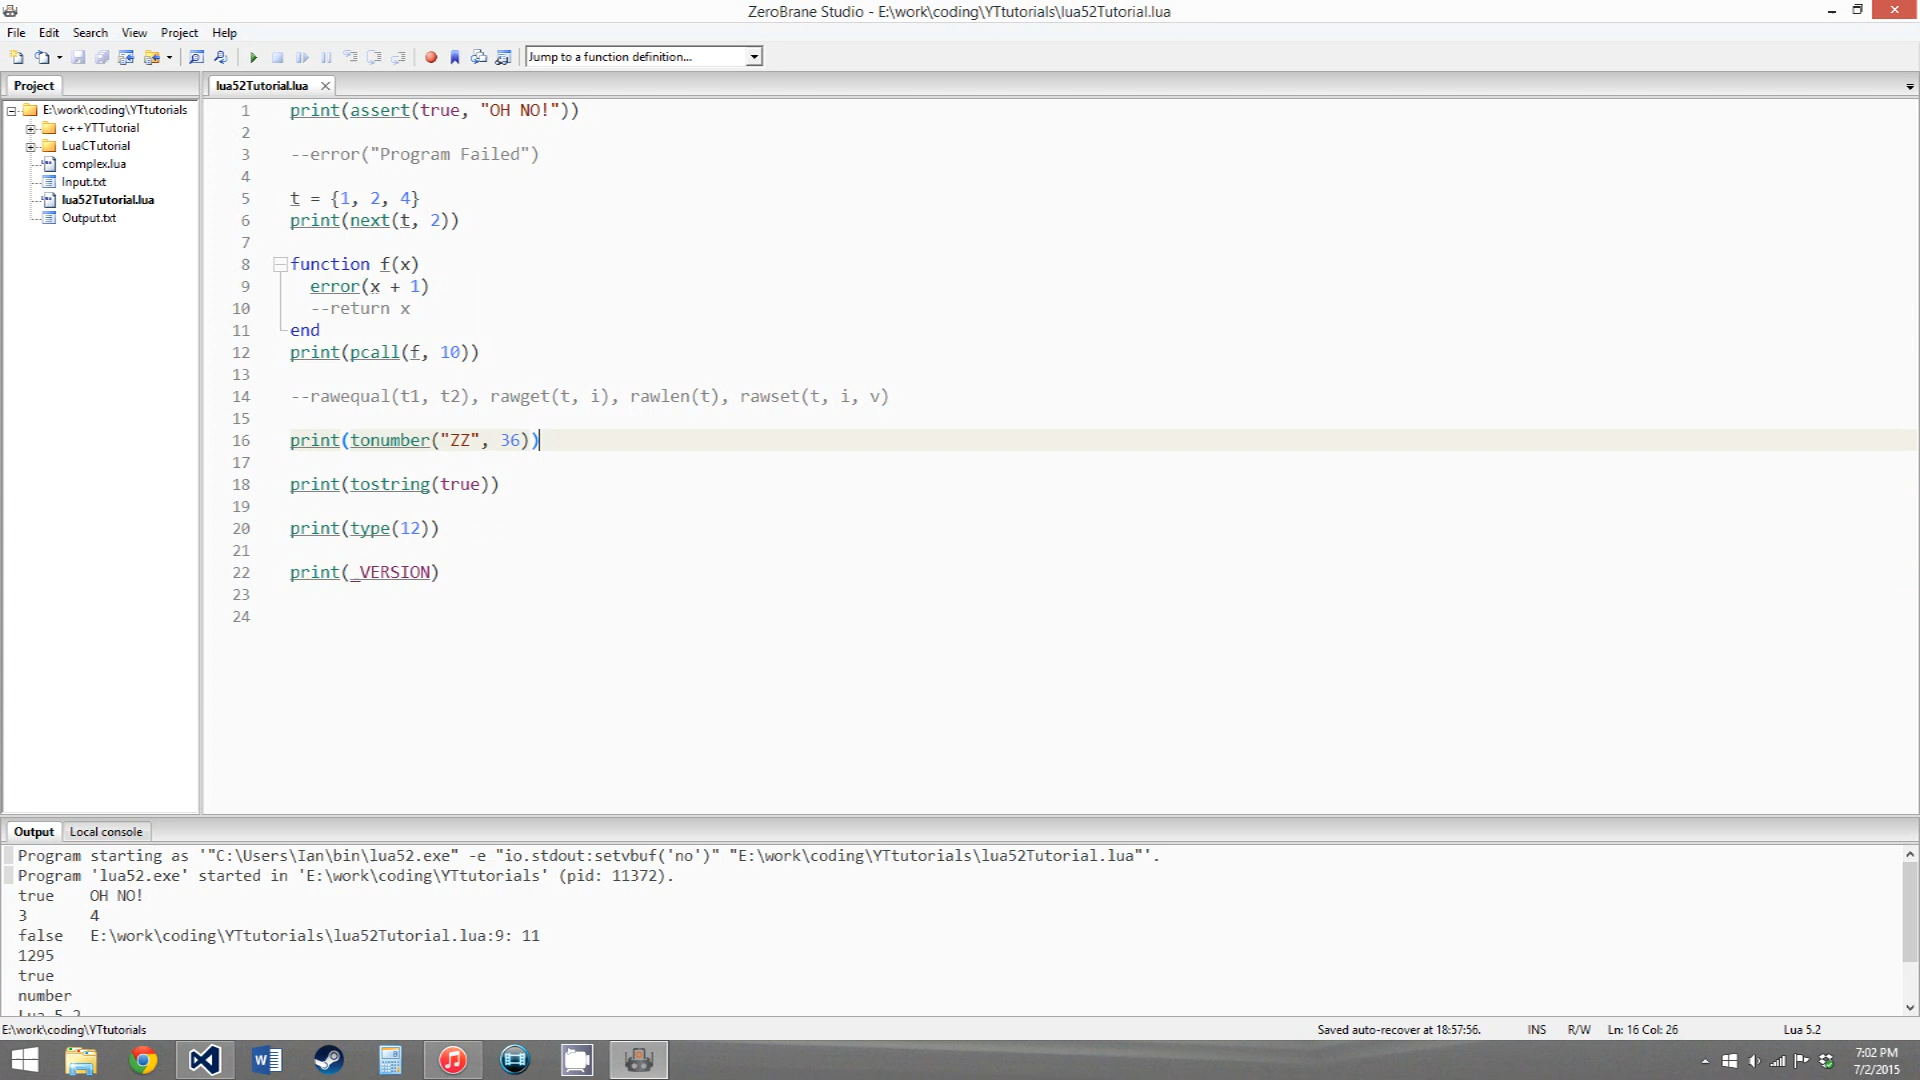 ZeroBrane Studio - E:\work\coding\YTtutorials\lua52Tutorial.lua
File Edit Search View Project Help
Jump to a function definition...
Project
lua52Tutorial.lua
E:\work\coding\YTtutorials
c++YTTutorial
LuaCTutorial
complex.lua
Input.txt
lua52Tutorial.lua
Output.txt
1 print(assert(true, "OH NO!"))
2
3 --error("Program Failed")
4
5 t = {1, 2, 4}
6 print(next(t, 2))
7
8 function f(x)
9 error(x + 1)
10 --return x
11 end
12 print(pcall(f, 10))
13
14 --rawequal(t1, t2), rawget(t, i), rawlen(t), rawset(t, i, v)
15
16 print(tonumber("ZZ", 36))
17
18 print(tostring(true))
19
20 print(type(12))
21
22 print(_VERSION)
23
24
Output Local console
Program starting as '"C:\Users\Ian\bin\lua52.exe" -e "io.stdout:setvbuf('no')" "E:\work\coding\YTtutorials\lua52Tutorial.lua"'.
Program 'lua52.exe' started in 'E:\work\coding\YTtutorials' (pid: 11372).
true OH NO!
3 4
false E:\work\coding\YTtutorials\lua52Tutorial.lua:9: 11
1295
true
number
Lua 5.2
E:\work\coding\YTtutorials Saved auto-recover at 18:57:56. INS R/W Ln: 16 Col: 26 Lua 5.2
7:02 PM
7/2/2015